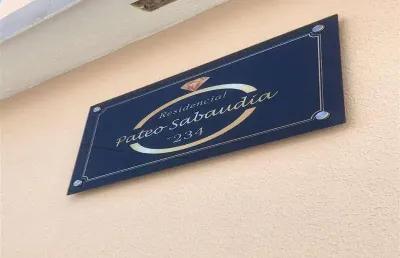 Residencial
Pateo Sabaudia
234